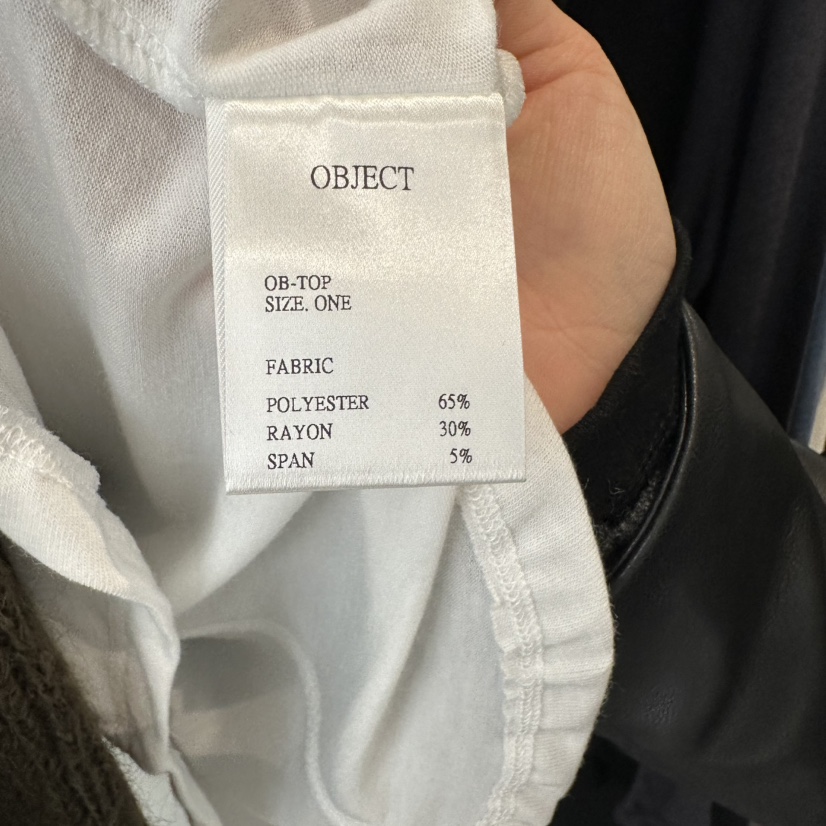 OBJECT
OB-TOP
SIZE. ONE
FABRIC
POLYESTER 65%
RAYON 30%
SPAN 5%